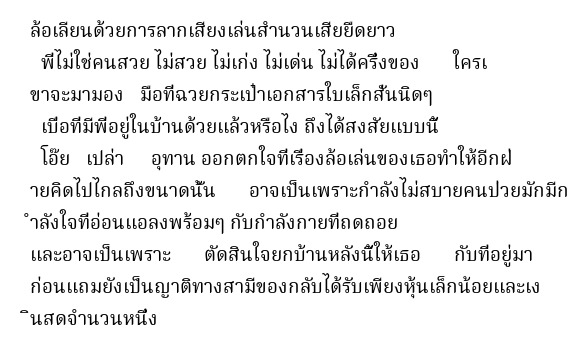 ล้อเลียนด้วยการลากเสียงเล่นสำนวนเสียยืดยาว
พี่ไม่ใช่คนสวย ไม่สวย ไม่เก่ง ไม่เด่น ไม่ได้ครึ่งของ ใครเ
ขาจะมามอง มือที่ฉวยกระเป๋าเอกสารใบเล็กสั่นนิดๆ
เบื่อที่มีพี่อยู่ในบ้านด้วยแล้วหรือไง ถึงได้สงสัยแบบนี้
โอ๊ย เปล่า อุทาน ออกตกใจที่เรื่องล้อเล่นของเธอทำให้อีกฝ่
ายคิดไปไกลถึงขนาดนั้น อาจเป็นเพราะกำลังไม่สบายคนป่วยมักมีก
ำลังใจที่อ่อนแอลงพร้อมๆ กับกำลังกายที่ถดถอย
และอาจเป็นเพราะ ตัดสินใจยกบ้านหลังนี้ให้เธอ กับที่อยู่มา
ก่อนแถมยังเป็นญาติทางสามีของกลับได้รับเพียงหุ้นเล็กน้อยและเง
ินสดจำนวนหนึ่ง